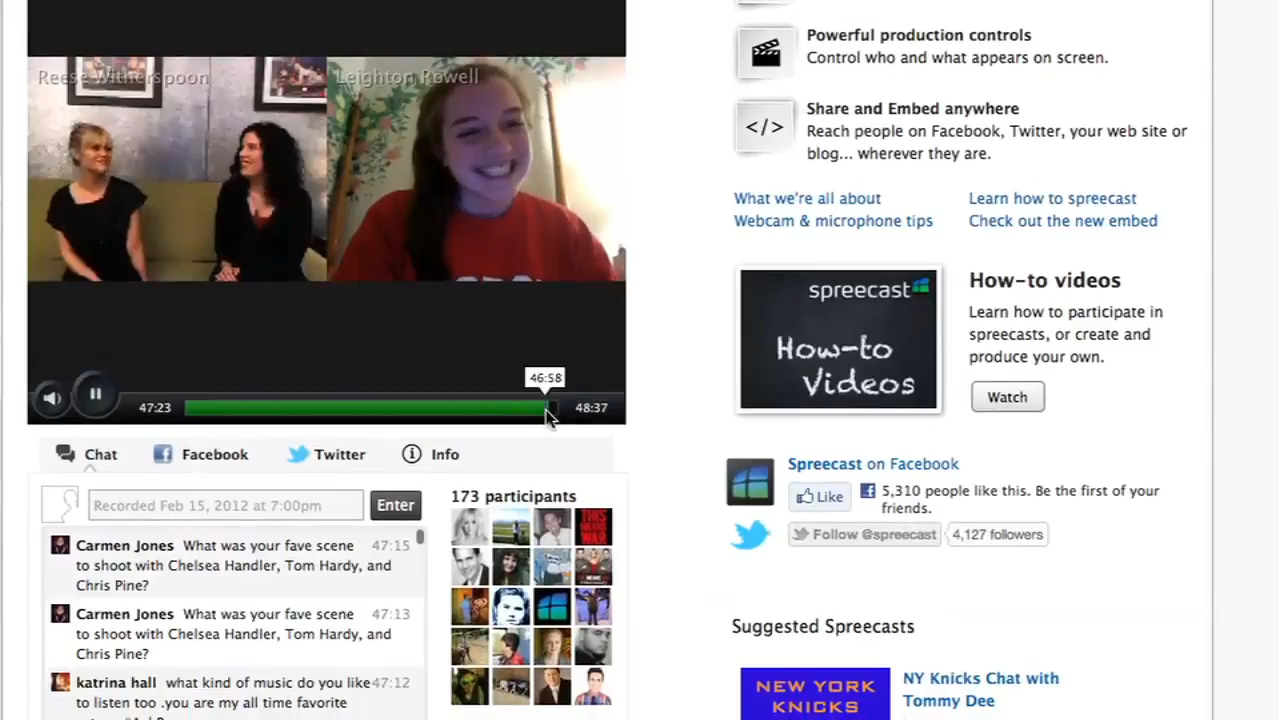 Reese Witherspoon
Leighton Rowell
46:58
47:23
48:37
Chat
Facebook
Twitter
Info
Recorded Feb 15, 2012 at 7:00pm
Enter
173 participants
Carmen Jones What was your fave scene 47:15
to shoot with Chelsea Handler, Tom Hardy, and
Chris Pine?
Carmen Jones What was your fave scene 47:13
to shoot with Chelsea Handler, Tom Hardy, and
Chris Pine?
katrina hall what kind of music do you like 47:12
to listen too .you are my all time favorite
THIS
MEANS
WAR
Powerful production controls
Control who and what appears on screen.
</>
Share and Embed anywhere
Reach people on Facebook, Twitter, your web site or
blog... wherever they are.
What we're all about
Learn how to spreecast
Webcam & microphone tips
Check out the new embed
spreecast
How-to
Videos
How-to videos
Learn how to participate in
spreecasts, or create and
produce your own.
Watch
Spreecast on Facebook
Like
5,310 people like this. Be the first of your
friends.
Follow @spreecast
4,127 followers
Suggested Spreecasts
NEW YORK
KNICKS
NY Knicks Chat with
Tommy Dee